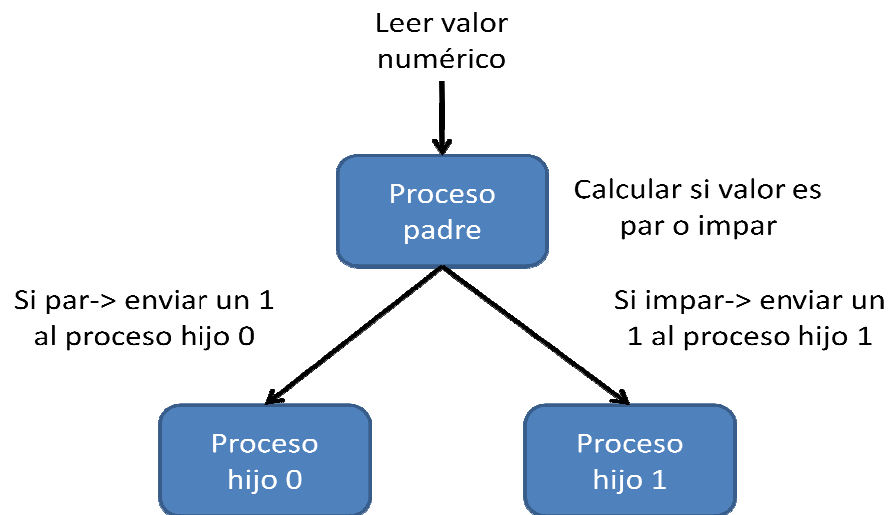 Leer valor
numérico
Proceso
padre
Calcular si valor es
par o impar
Si par-> enviar un 1
al proceso hijo 0
Si impar-> enviar un
1 al proceso hijo 1
Proceso
hijo 0
Proceso
hijo 1